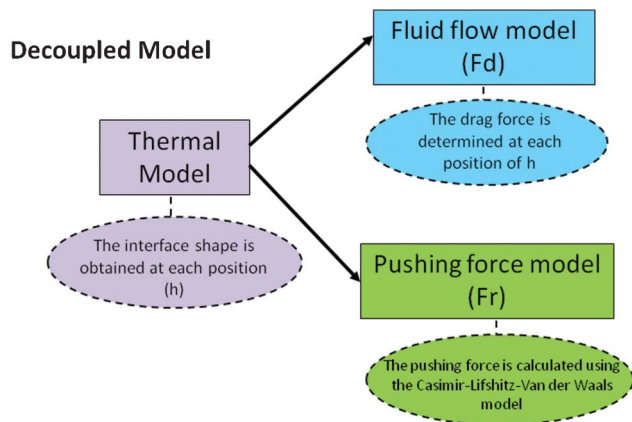 Decoupled Model
Fluid flow model
(Fd)
The drag force is
determined at each
position of h
Thermal
Model
The interface shape is
obtained at each position
(h)
Pushing force model
(Fr)
The pushing force is calculated using
the Casimir-Lifshitz-Van der Waals
model